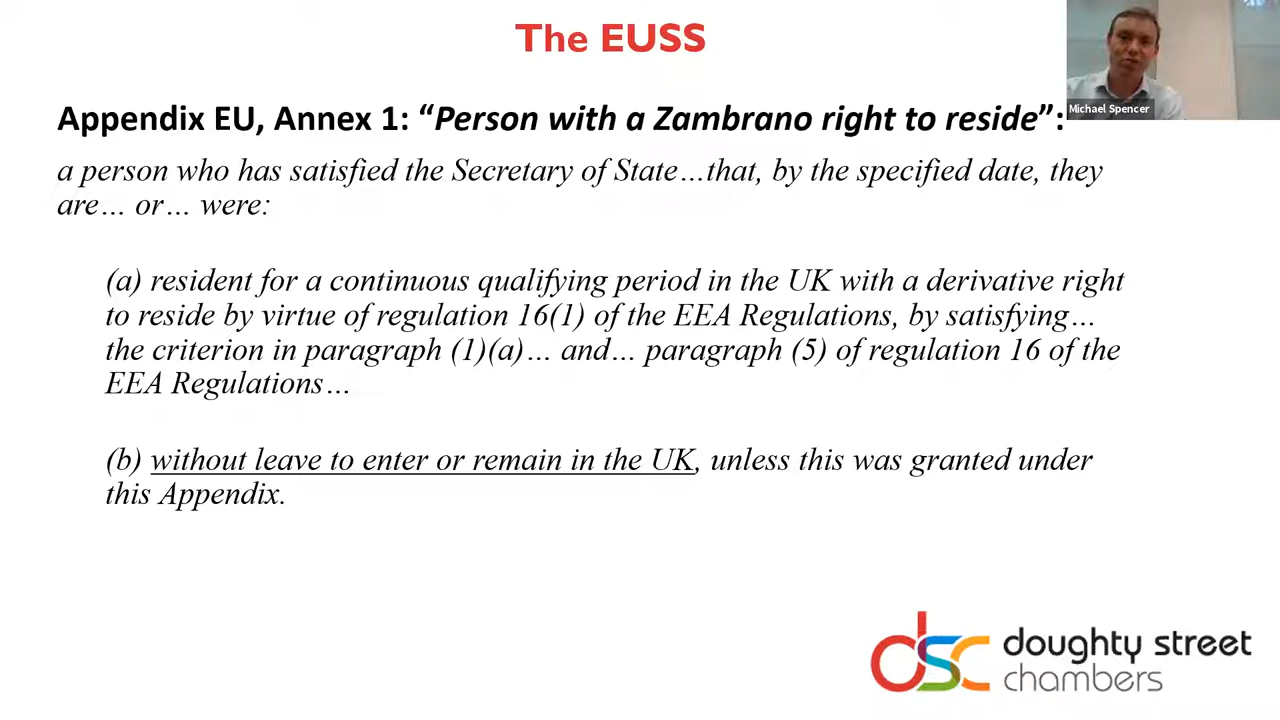 The EUSS
Michael Spencer
Appendix EU, Annex 1: “Person with a Zambrano right to reside”:
a person who has satisfied the Secretary of State…that, by the specified date, they
are… or… were:
(a) resident for a continuous qualifying period in the UK with a derivative right
to reside by virtue of regulation 16(1) of the EEA Regulations, by satisfying…
the criterion in paragraph (1)(a)… and… paragraph (5) of regulation 16 of the
EEA Regulations…
(b) without leave to enter or remain in the UK, unless this was granted under
this Appendix.
dsc doughty street
chambers